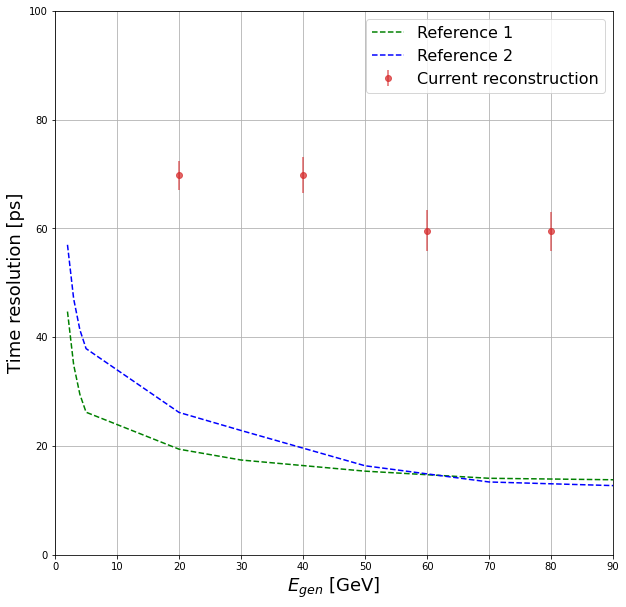 Reference 1
Reference 2
Current reconstruction
Time resolution [ps]
100
80
60
40
20
0
0 10 20 30 40 50 60 70 80 90
E_gen [GeV]